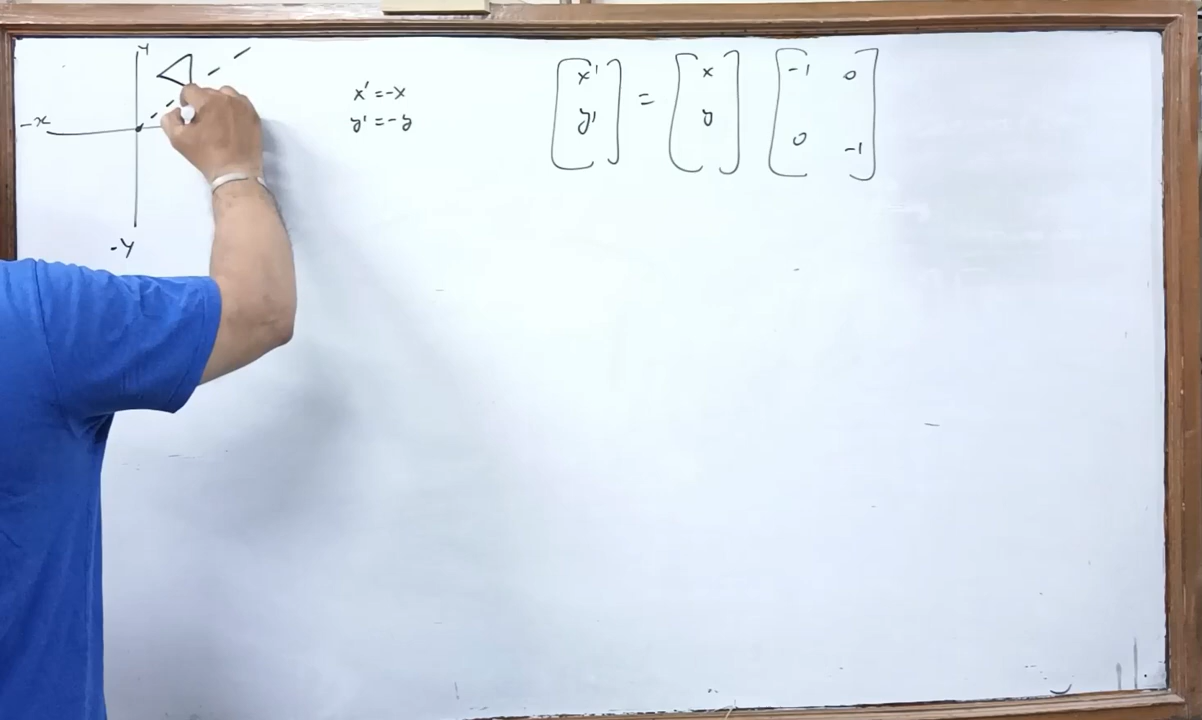 y
-x
-y
x' = -x
y' = -y
[x' y'] = [x y] [-1 0 0 -1]